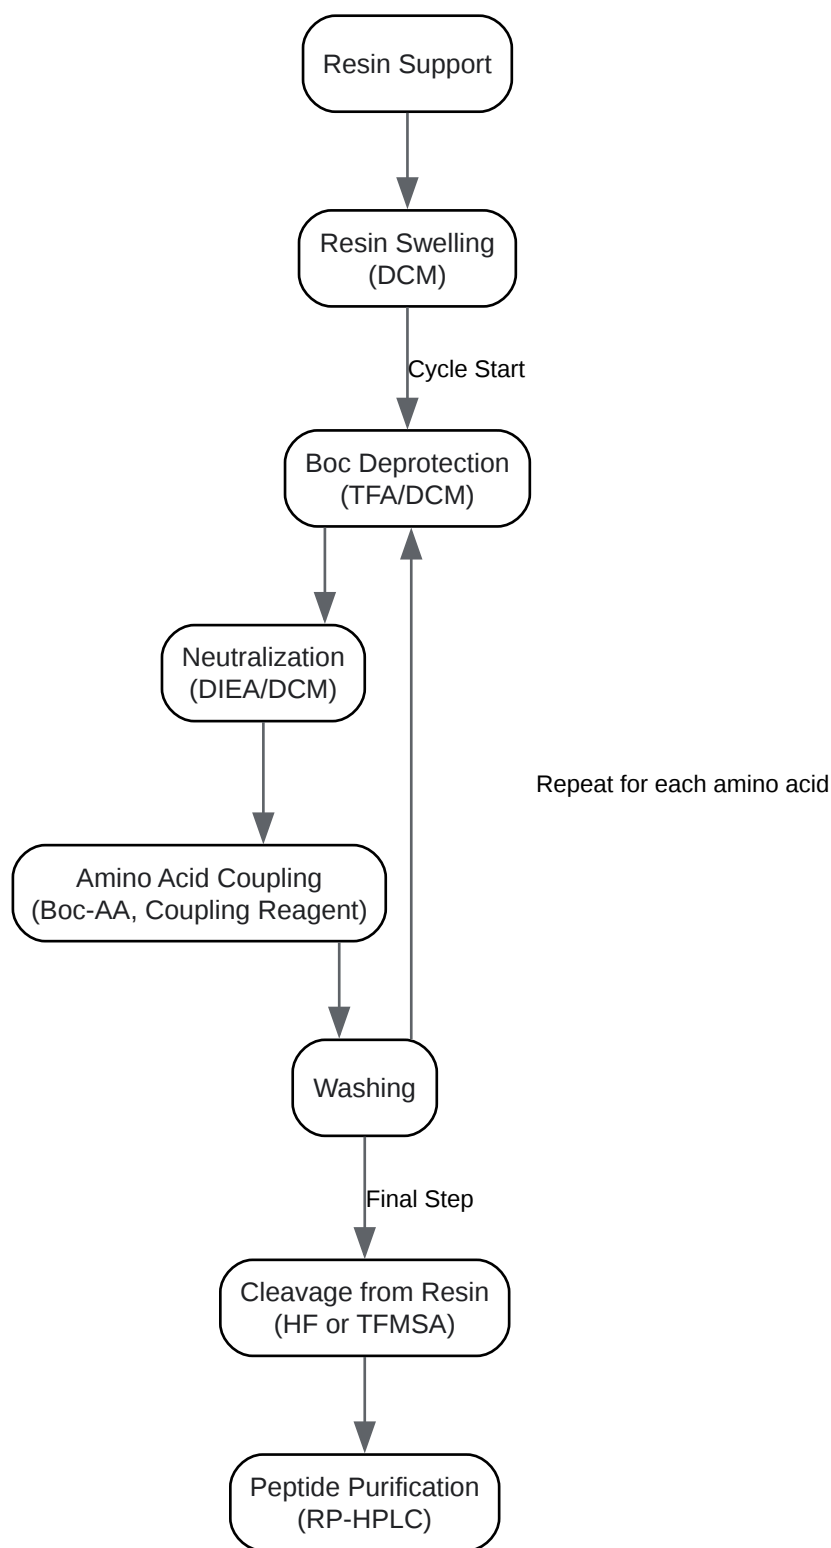 Resin Support
Resin Swelling
(DCM)
Cycle Start
Boc Deprotection
(TFA/DCM)
Neutralization
(DIEA/DCM)
Repeat for each amino acid
Amino Acid Coupling
(Boc-AA, Coupling Reagent)
Washing
Final Step
Cleavage from Resin
(HF or TFMSA)
Peptide Purification
(RP-HPLC)